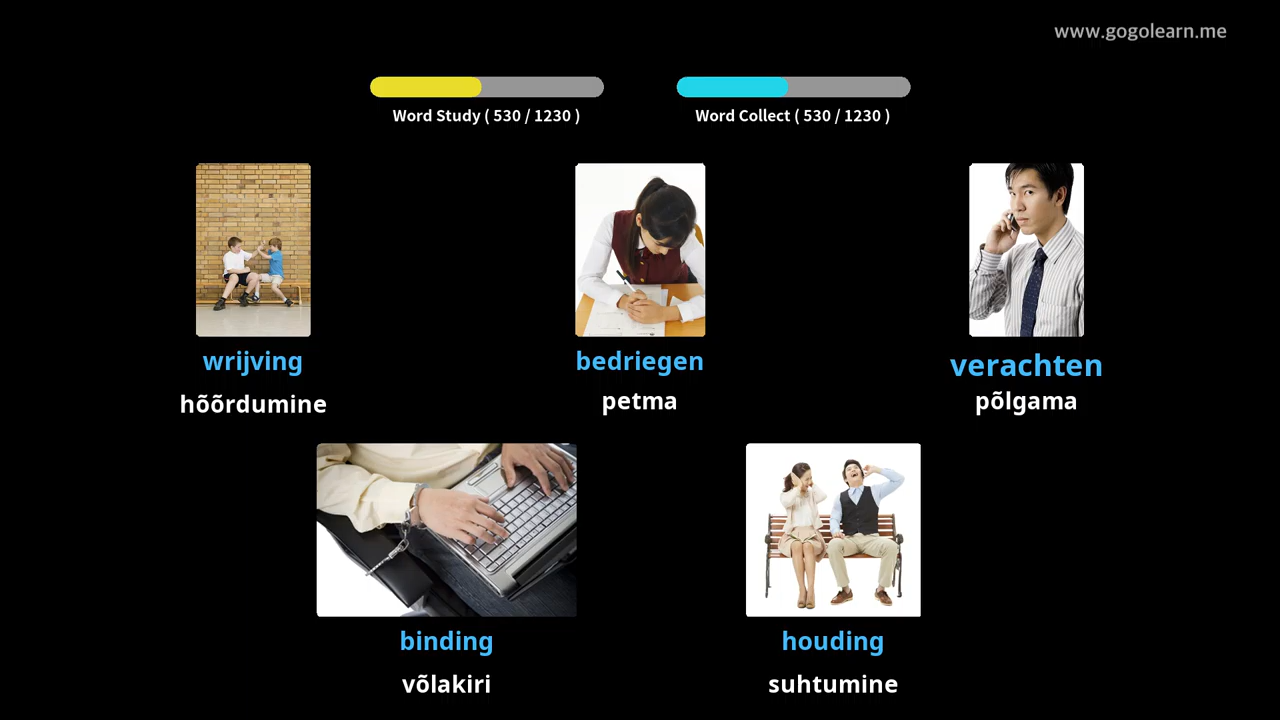 www.gogolearn.me
Word Study ( 530 / 1230 )
Word Collect ( 530 / 1230 )
wrijving
hõõrdumine
bedriegen
petma
verachten
põlgama
binding
võlakiri
houding
suhtumine